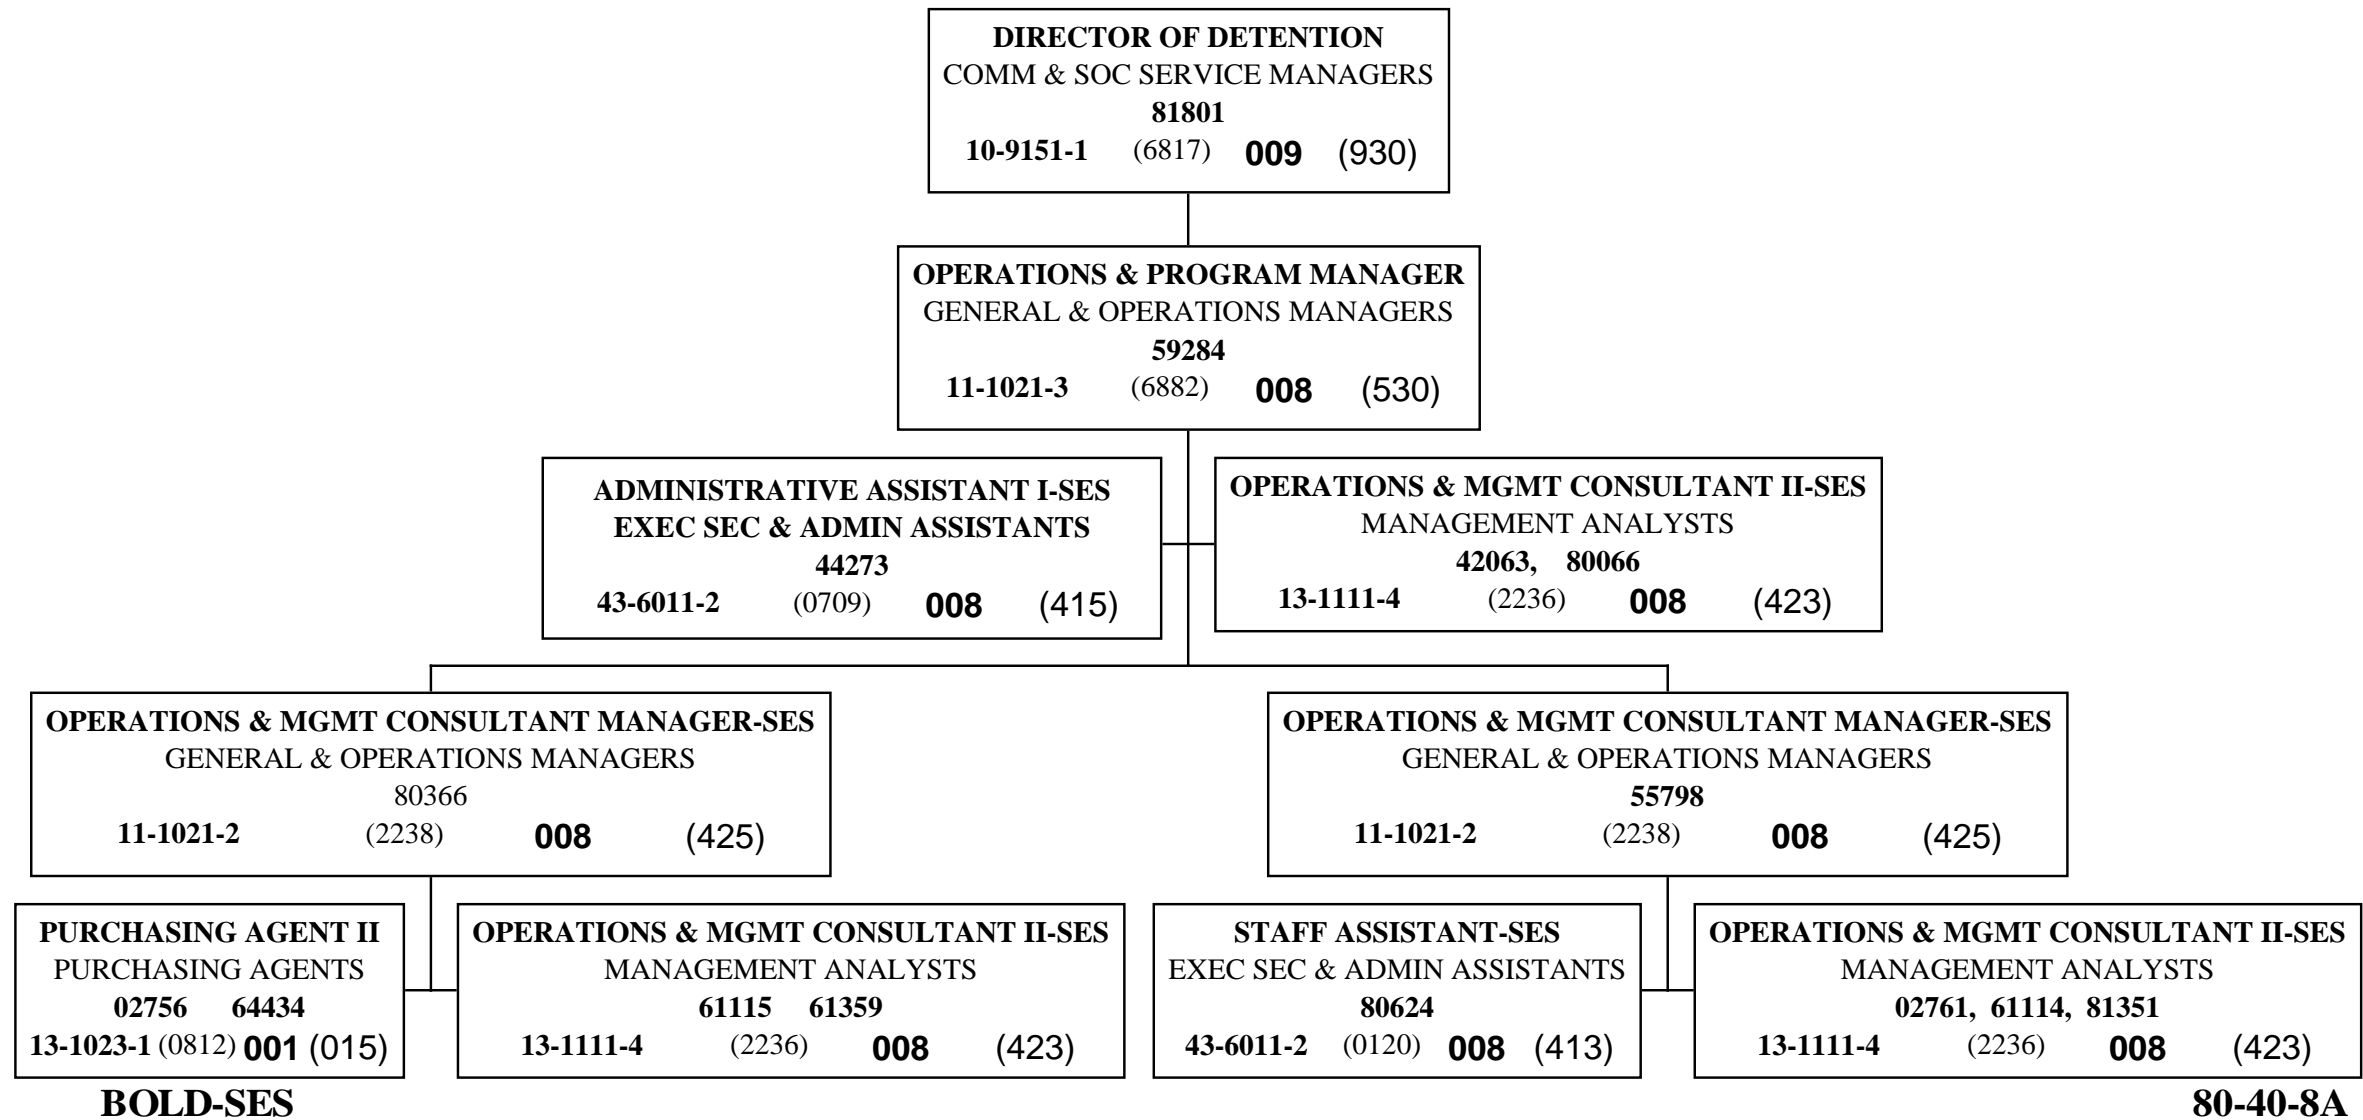 DIRECTOR OF DETENTION
COMM & SOC SERVICE MANAGERS
81801
10-9151-1 (6817) 009 (930)
OPERATIONS & PROGRAM MANAGER
GENERAL & OPERATIONS MANAGERS
59284
11-1021-3 (6882) 008 (530)
ADMINISTRATIVE ASSISTANT I-SES
EXEC SEC & ADMIN ASSISTANTS
44273
43-6011-2 (0709) 008 (415)
OPERATIONS & MGMT CONSULTANT II-SES
MANAGEMENT ANALYSTS
42063, 80066
13-1111-4 (2236) 008 (423)
OPERATIONS & MGMT CONSULTANT MANAGER-SES
GENERAL & OPERATIONS MANAGERS
80366
11-1021-2 (2238) 008 (425)
OPERATIONS & MGMT CONSULTANT MANAGER-SES
GENERAL & OPERATIONS MANAGERS
55798
11-1021-2 (2238) 008 (425)
PURCHASING AGENT II
PURCHASING AGENTS
02756 64434
13-1023-1 (0812) 001 (015)
OPERATIONS & MGMT CONSULTANT II-SES
MANAGEMENT ANALYSTS
61115 61359
13-1111-4 (2236) 008 (423)
STAFF ASSISTANT-SES
EXEC SEC & ADMIN ASSISTANTS
80624
43-6011-2 (0120) 008 (413)
OPERATIONS & MGMT CONSULTANT II-SES
MANAGEMENT ANALYSTS
02761, 61114, 81351
13-1111-4 (2236) 008 (423)
BOLD-SES
80-40-8A